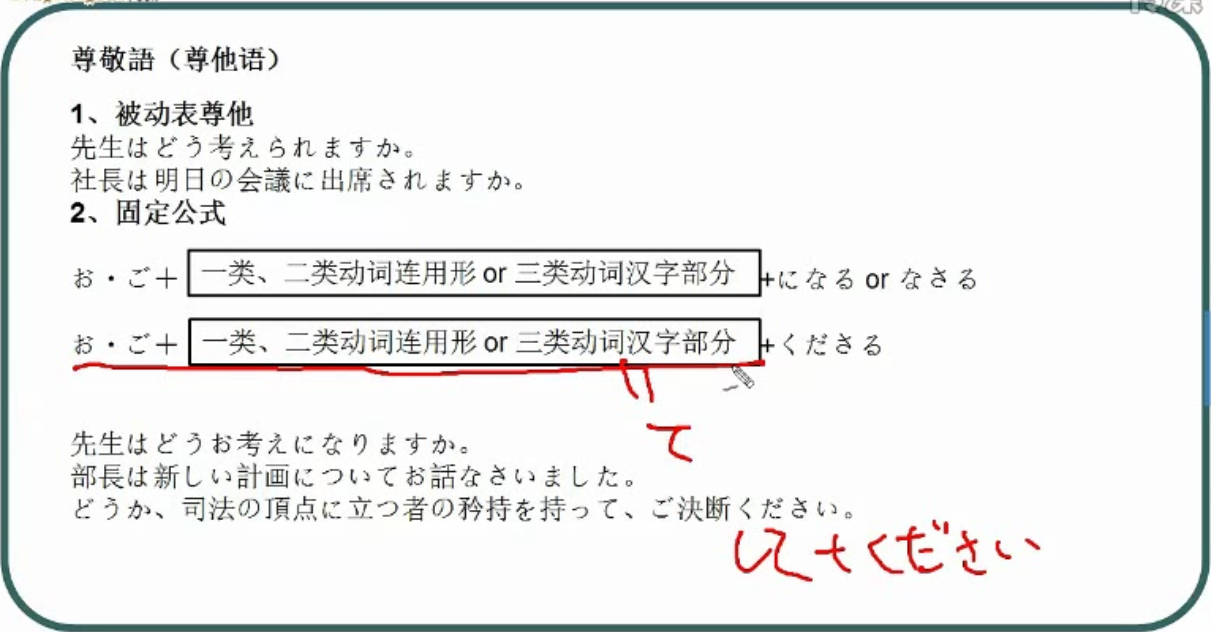 尊敬語（尊他语）
1、被动表尊他
先生はどう考えられますか。
社長は明日の会議に出席されますか。
2、固定公式
お・ご＋ 一类、二类动词连用形 or 三类动词汉字部分 +になる or なさる
お・ご＋ 一类、二类动词连用形 or 三类动词汉字部分 +くださる
て
先生はどうお考えになりますか。
部長は新しい計画についてお話なさいました。
どうか、司法の頂点に立つ者の矜持を持って、ご決断ください。
して+ください